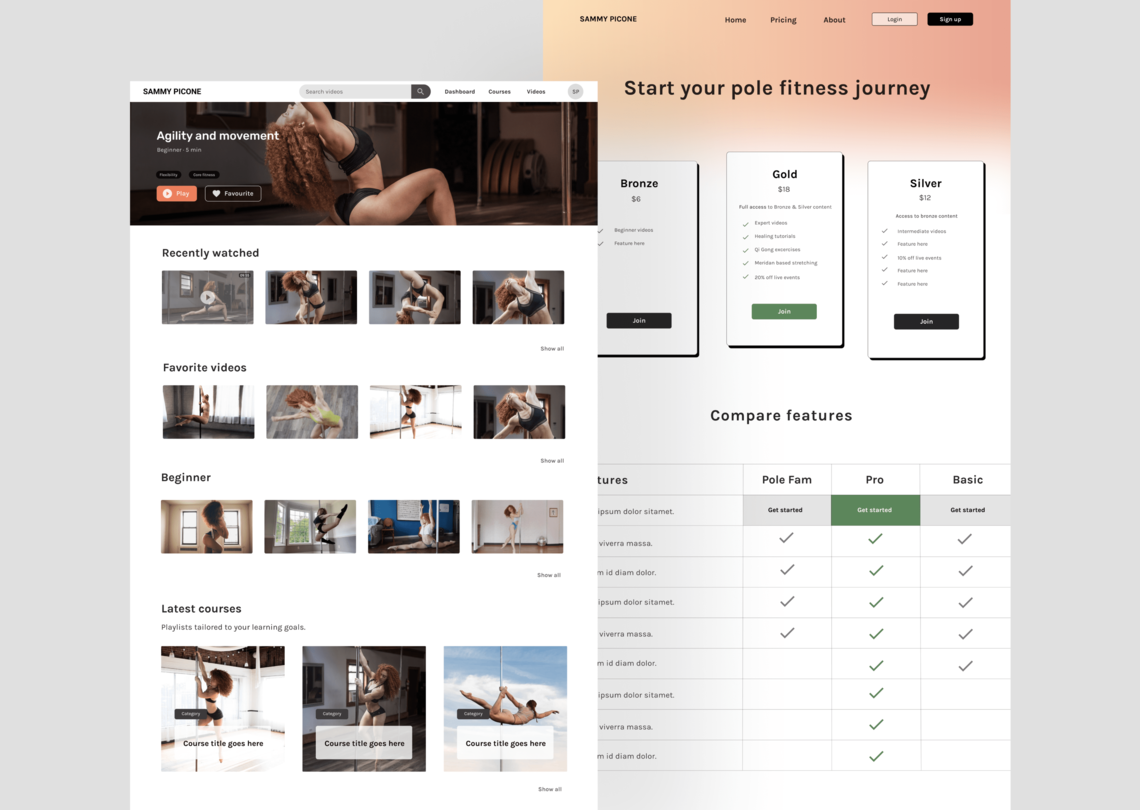 SAMMY PICONE
Home
Pricing
About
Login
Sign up
Start your pole fitness journey
Bronze
$6
Beginner videos
Feature here
Join
Gold
$18
Full access to Bronze & Silver content
Expert videos
Healing tutorials
Qi Gang excercises
Meridan based stretching
20% off live events
Join
Silver
$12
Access to bronze content
Intermediate videos
Feature here
10% off live events
Feature here
Feature here
Join
Compare features
tures
Pole Fam
Pro
Basic
ipsum dolor sitamet.
Get started
Get started
Get started
viverra massa.
m id diam dolor.
ipsum dolor sitamet.
viverra massa.
m id diam dolor.
ipsum dolor sitamet.
viverra massa.
m id diam dolor.
SAMMY PICONE
Search videos
Dashboard
Courses
Videos
SP
Agility and movement
Beginner · 5 min
Flexibility
Core fitness
Play
Favourite
Recently watched
Show all
Favorite videos
Show all
Beginner
Show all
Latest courses
Playlists tailored to your learning goals.
Category
Course title goes here
Category
Course title goes here
Category
Course title goes here
Show all